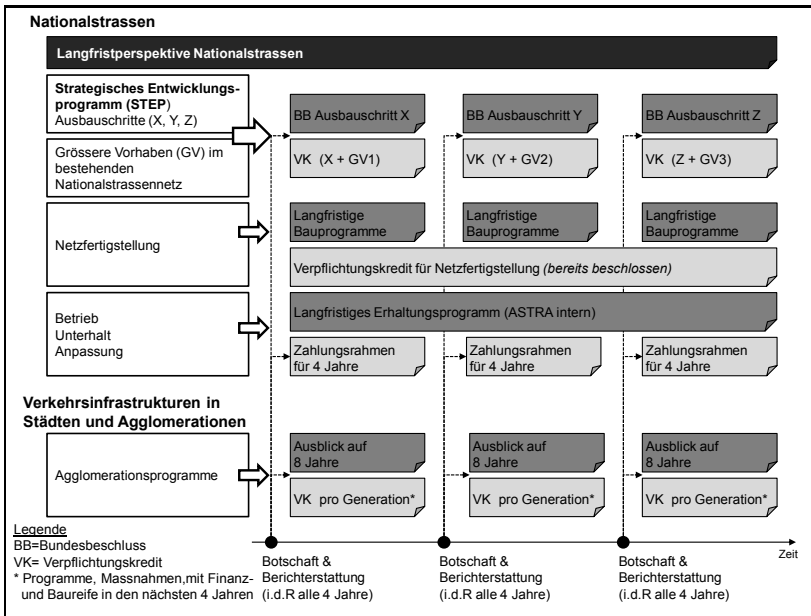 Nationalstrassen
Langfristperspektive Nationalstrassen
Strategisches Entwicklungs-
programm (STEP)
Ausbauschritte (X, Y, Z)
BB Ausbauschritt X
BB Ausbauschritt Y
BB Ausbauschritt Z
Grössere Vorhaben (GV) im
bestehenden
Nationalstrassennetz
VK (X + GV1)
VK (Y + GV2)
VK (Z + GV3)
Netzfertigstellung
Langfristige
Bauprogramme
Langfristige
Bauprogramme
Langfristige
Bauprogramme
Verpflichtungskredit für Netzfertigstellung (bereits beschlossen)
Betrieb
Unterhalt
Anpassung
Langfristiges Erhaltungsprogramm (ASTRA intern)
Zahlungsrahmen
für 4 Jahre
Zahlungsrahmen
für 4 Jahre
Zahlungsrahmen
für 4 Jahre
Verkehrsinfrastrukturen in
Städten und Agglomerationen
Agglomerationsprogramme
Ausblick auf
8 Jahre
Ausblick auf
8 Jahre
Ausblick auf
8 Jahre
VK pro Generation*
VK pro Generation*
VK pro Generation*
Legende
BB=Bundesbeschluss
VK= Verpflichtungskredit
* Programme, Massnahmen,mit Finanz-
und Baureife in den nächsten 4 Jahren
Zeit
Botschaft &
Berichterstattung
(i.d.R alle 4 Jahre)
Botschaft &
Berichterstattung
(i.d.R alle 4 Jahre)
Botschaft &
Berichterstattung
(i.d.R alle 4 Jahre)